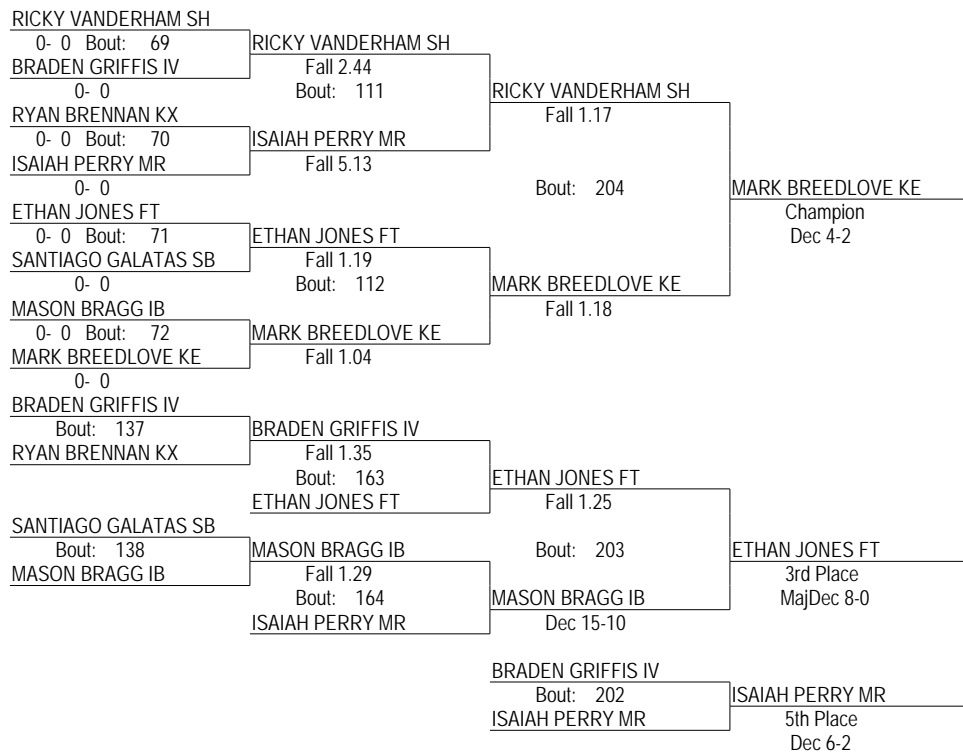 RICKY VANDERHAM SH
0- 0 Bout: 69
RICKY VANDERHAM SH
BRADEN GRIFFIS IV
Fall 2.44
0- 0
Bout: 111
RICKY VANDERHAM SH
RYAN BRENNAN KX
Fall 1.17
0- 0 Bout: 70
ISAIAH PERRY MR
ISAIAH PERRY MR
Fall 5.13
0- 0
Bout: 204
MARK BREEDLOVE KE
ETHAN JONES FT
Champion
0- 0 Bout: 71
ETHAN JONES FT
Dec 4-2
SANTIAGO GALATAS SB
Fall 1.19
0- 0
Bout: 112
MARK BREEDLOVE KE
MASON BRAGG IB
Fall 1.18
0- 0 Bout: 72
MARK BREEDLOVE KE
MARK BREEDLOVE KE
Fall 1.04
0- 0
BRADEN GRIFFIS IV
Bout: 137
BRADEN GRIFFIS IV
RYAN BRENNAN KX
Fall 1.35
Bout: 163
ETHAN JONES FT
ETHAN JONES FT
Fall 1.25
SANTIAGO GALATAS SB
Bout: 138
MASON BRAGG IB
Bout: 203
ETHAN JONES FT
MASON BRAGG IB
Fall 1.29
3rd Place
Bout: 164
MASON BRAGG IB
MajDec 8-0
ISAIAH PERRY MR
Dec 15-10
BRADEN GRIFFIS IV
Bout: 202
ISAIAH PERRY MR
ISAIAH PERRY MR
5th Place
Dec 6-2